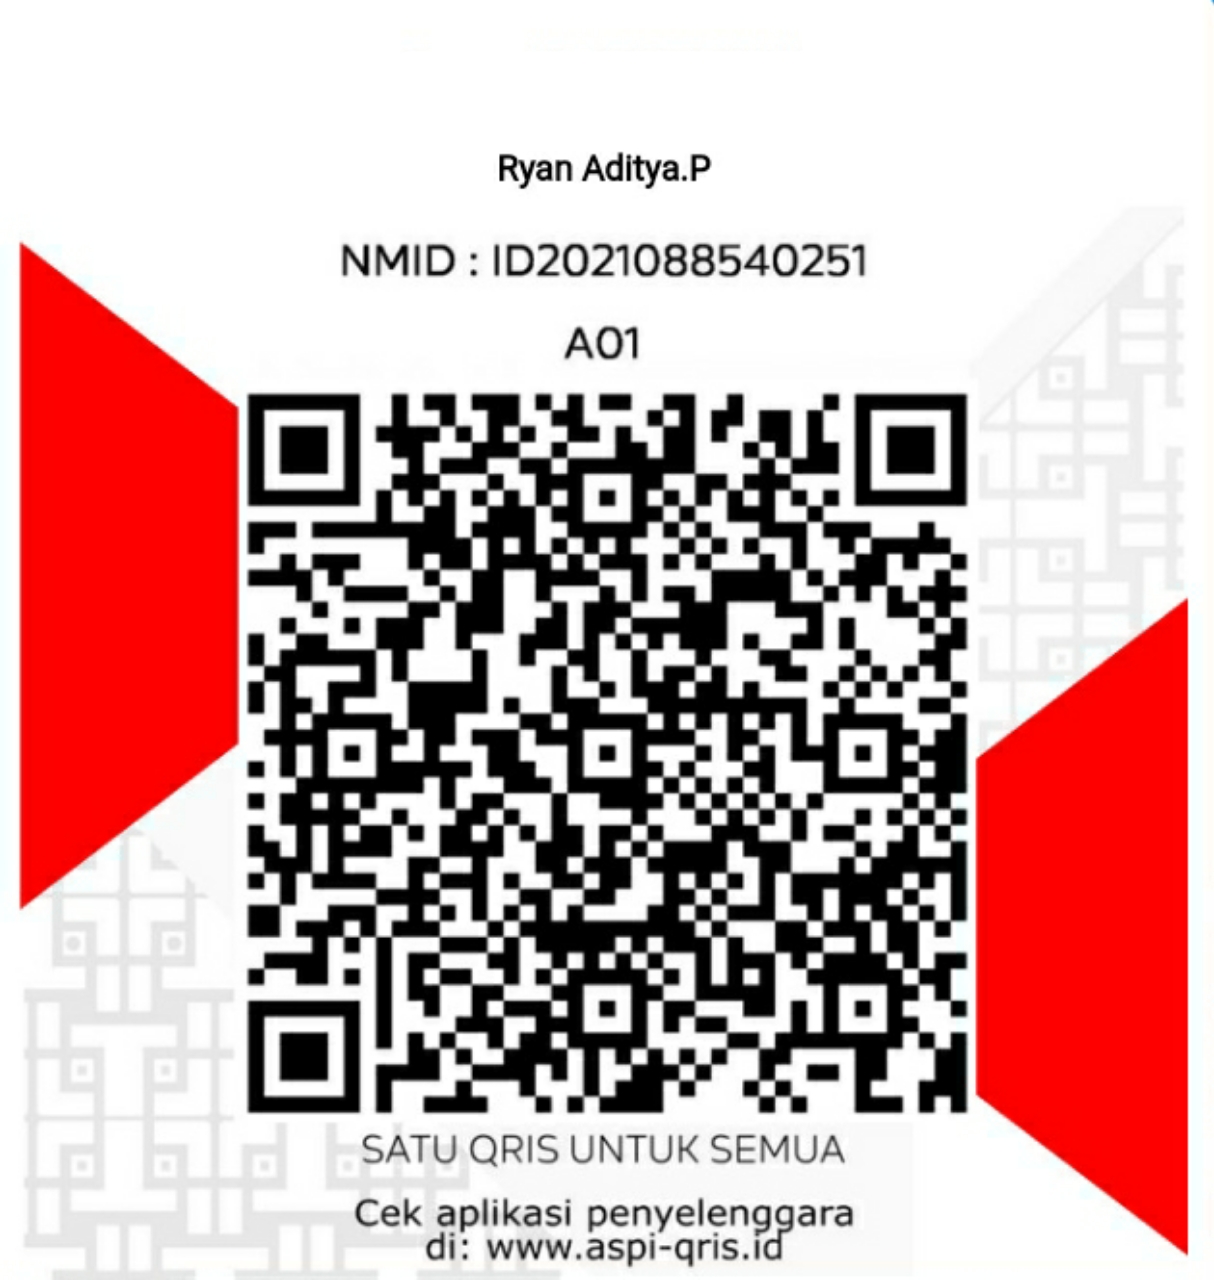 Ryan Aditya.P
NMID : ID2021088540251
A01
SATU QRIS UNTUK SEMUA
Cek aplikasi penyelenggara
di: www.aspi-qris.id